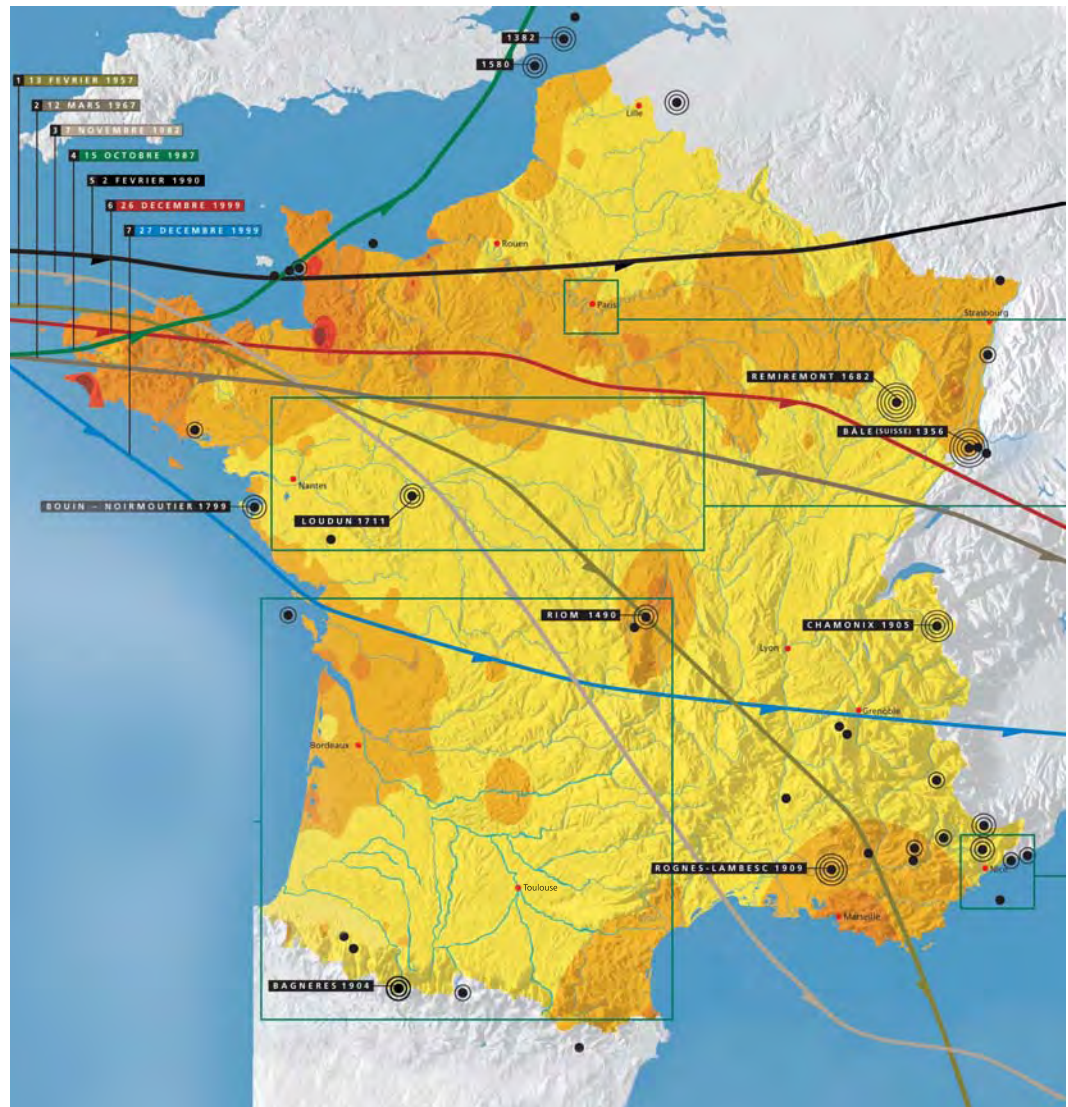 1382
1580
1 13 FEVRIER 1957
2 12 MARS 1967
3 7 NOVEMBRE 1982
4 15 OCTOBRE 1987
5 2 FEVRIER 1990
6 26 DECEMBRE 1999
7 27 DECEMBRE 1999
Lille
Rouen
Paris
Strasbourg
REMIREMONT 1682
BÂLE (SUISSE) 1356
Nantes
BOUIN – NOIRMOUTIER 1799
LOUDUN 1711
RIOM 1490
CHAMONIX 1905
Lyon
Grenoble
Bordeaux
ROGNES-LAMBESC 1909
Nice
Toulouse
Marseille
BAGNERES 1904